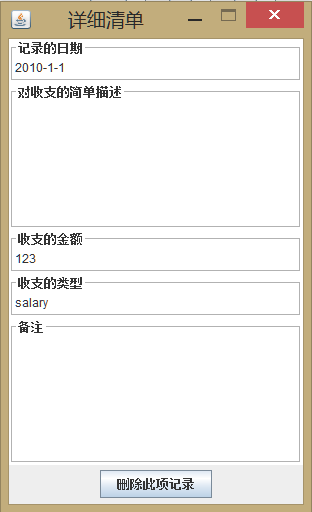 详细清单
记录的日期
2010-1-1
对收支的简单描述
收支的金额
123
收支的类型
salary
备注
删除此项记录